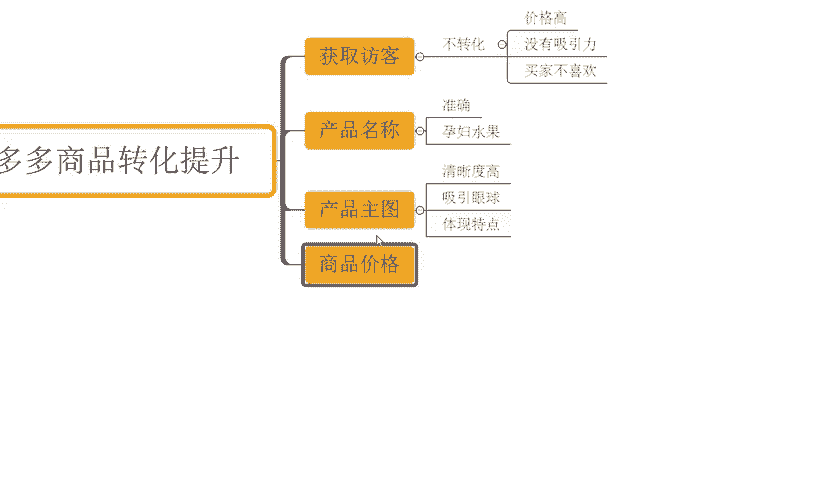 多多商品转化提升
获取访客
不转化
价格高
没有吸引力
买家不喜欢
产品名称
准确
孕妇水果
产品主图
清晰度高
吸引眼球
体现特点
商品价格